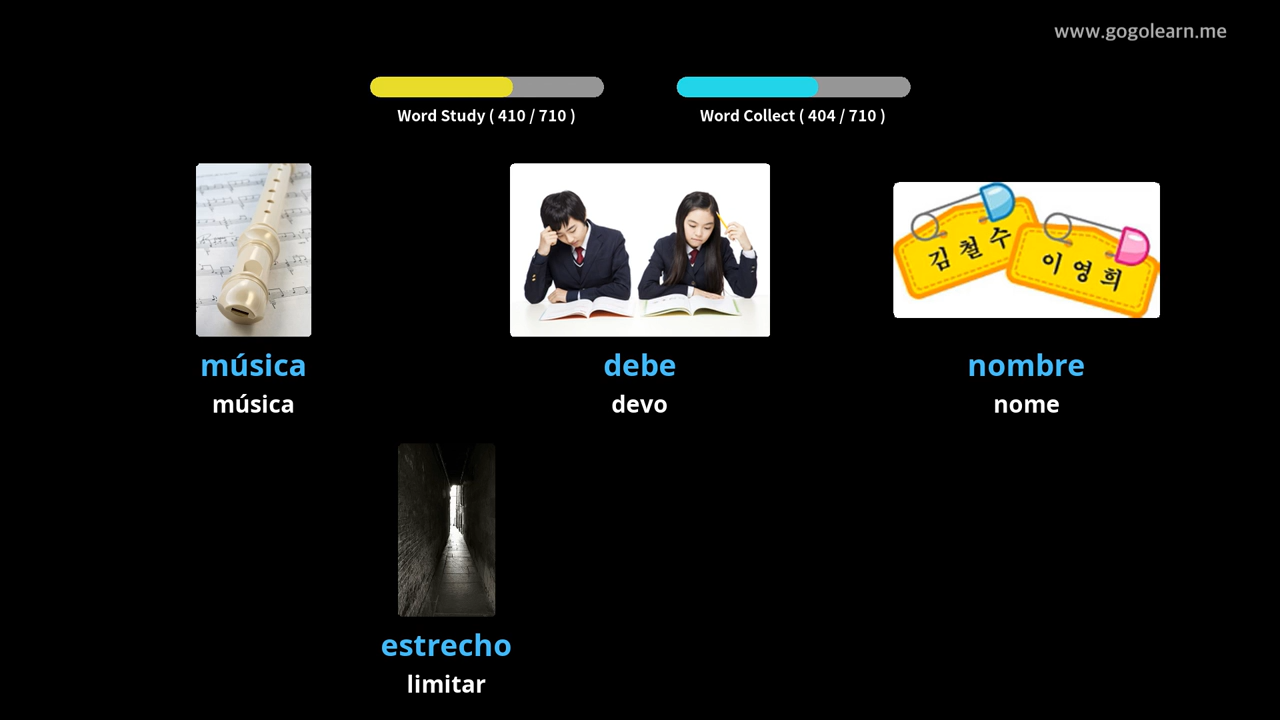 www.gogolearn.me
Word Study ( 410 / 710 )
Word Collect ( 404 / 710 )
김철수
이영희
música
música
debe
devo
nombre
nome
estrecho
limitar